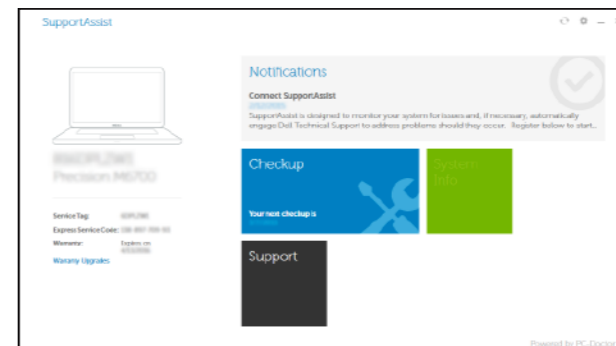 SupportAssist
Notifications
Connect SupportAssist
SupportAssist is designed to monitor your system for issues and, if necessary, automatically
engage Dell Technical Support to address problems should they occur. Register below to start...
Precision M6700
Checkup
System
Info
Your next checkup is
Service Tag:
Express Service Code:
Warranty: Expires on
Warrany Upgrades
Support
Powered by PC-Doctor